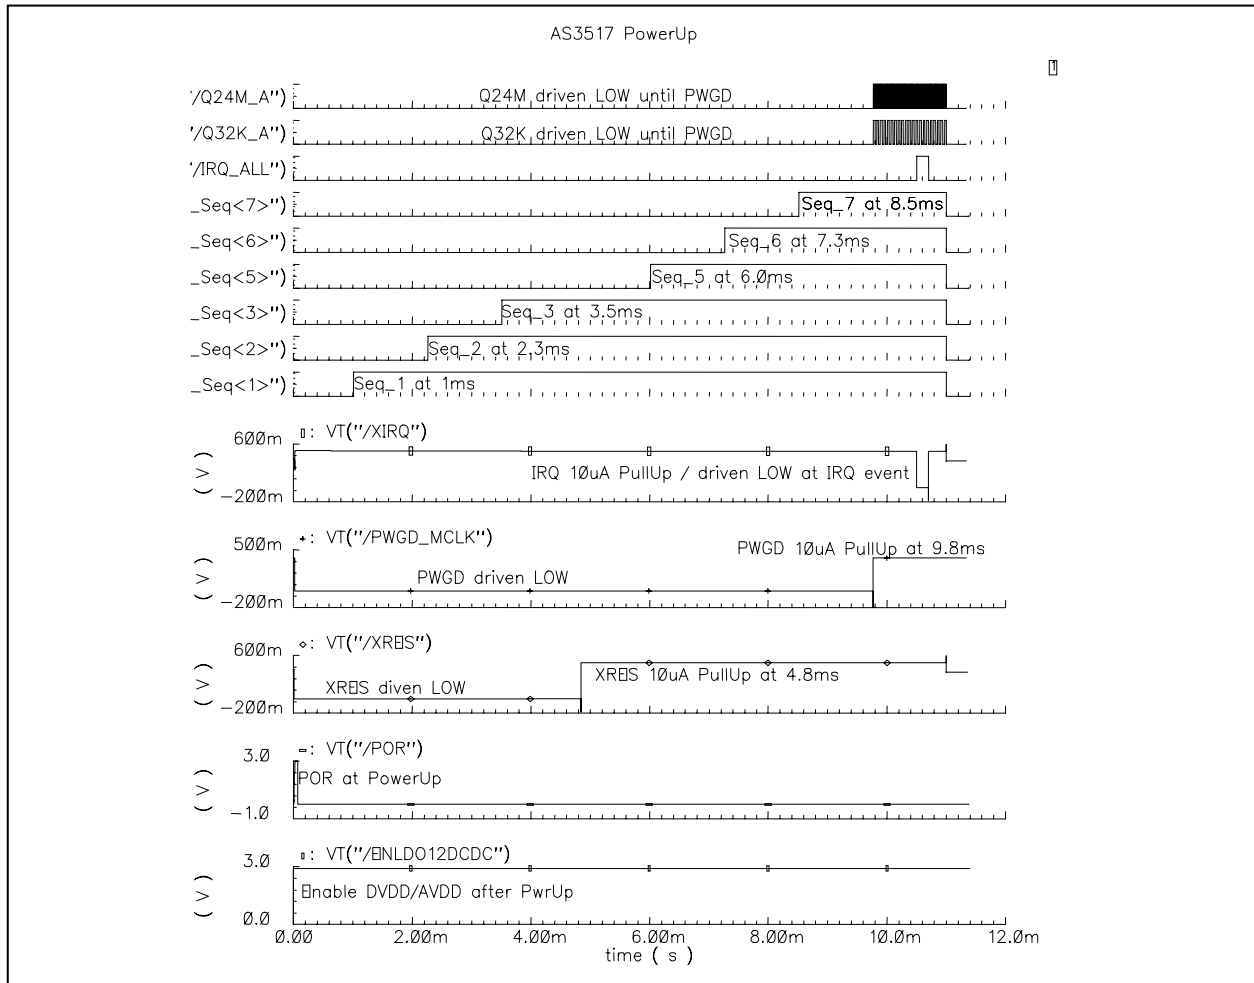 AS3517 PowerUp
1
/Q24M_A") Q24M driven LOW until PWGD
/Q32K_A") Q32K driven LOW until PWGD
/IRQ_ALL")
_Seq<7>") Seq_7 at 8.5ms
_Seq<6>") Seq_6 at 7.3ms
_Seq<5>") Seq_5 at 6.0ms
_Seq<3>") Seq_3 at 3.5ms
_Seq<2>") Seq_2 at 2.3ms
_Seq<1>") Seq_1 at 1ms
: VT("/XIRQ")
600m
(V)
IRQ 10uA PullUp / driven LOW at IRQ event
-200m
: VT("/PWGD_MCLK")
500m
PWGD 10uA PullUp at 9.8ms
(V)
PWGD driven LOW
-200m
: VT("/XRES")
600m
(V)
XRES 10uA PullUp at 4.8ms
XRES diven LOW
-200m
: VT("/POR")
3.0
(V)
POR at PowerUp
-1.0
: VT("/ENLDO12DCDC")
3.0
(V)
Enable DVDD/AVDD after PwrUp
0.0
0.00 2.00m 4.00m 6.00m 8.00m 10.0m 12.0m
time ( s )